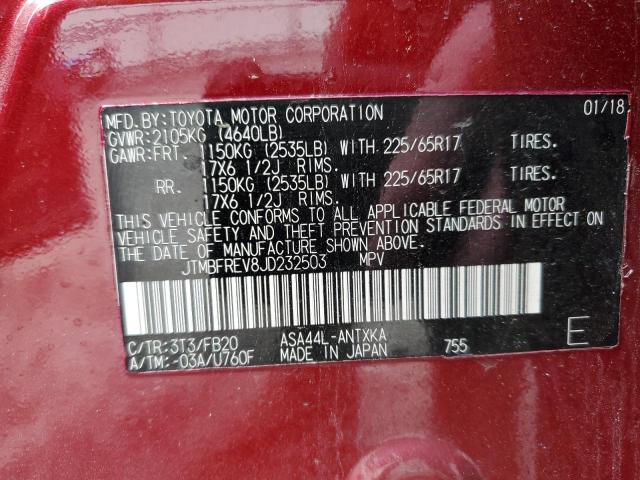 MFD.BY:TOYOTA MOTOR CORPORATION 01/18
GVWR:2105KG (4640LB)
GAWR:FRT. 1150KG (2535LB) WITH 225/65R17 TIRES.
17X6 1/2J RIMS.
RR. 1150KG (2535LB) WITH 225/65R17 TIRES.
17X6 1/2J RIMS.
THIS VEHICLE CONFORMS TO ALL APPLICABLE FEDERAL MOTOR
VEHICLE SAFETY AND THEFT PREVENTION STANDARDS IN EFFECT ON
THE DATE OF MANUFACTURE SHOWN ABOVE.
JTMBFREV8JD232503 MPV
C/TR:3T3/FB20 ASA44L-ANTXKA 755 E
A/TM:-03A/U760F MADE IN JAPAN